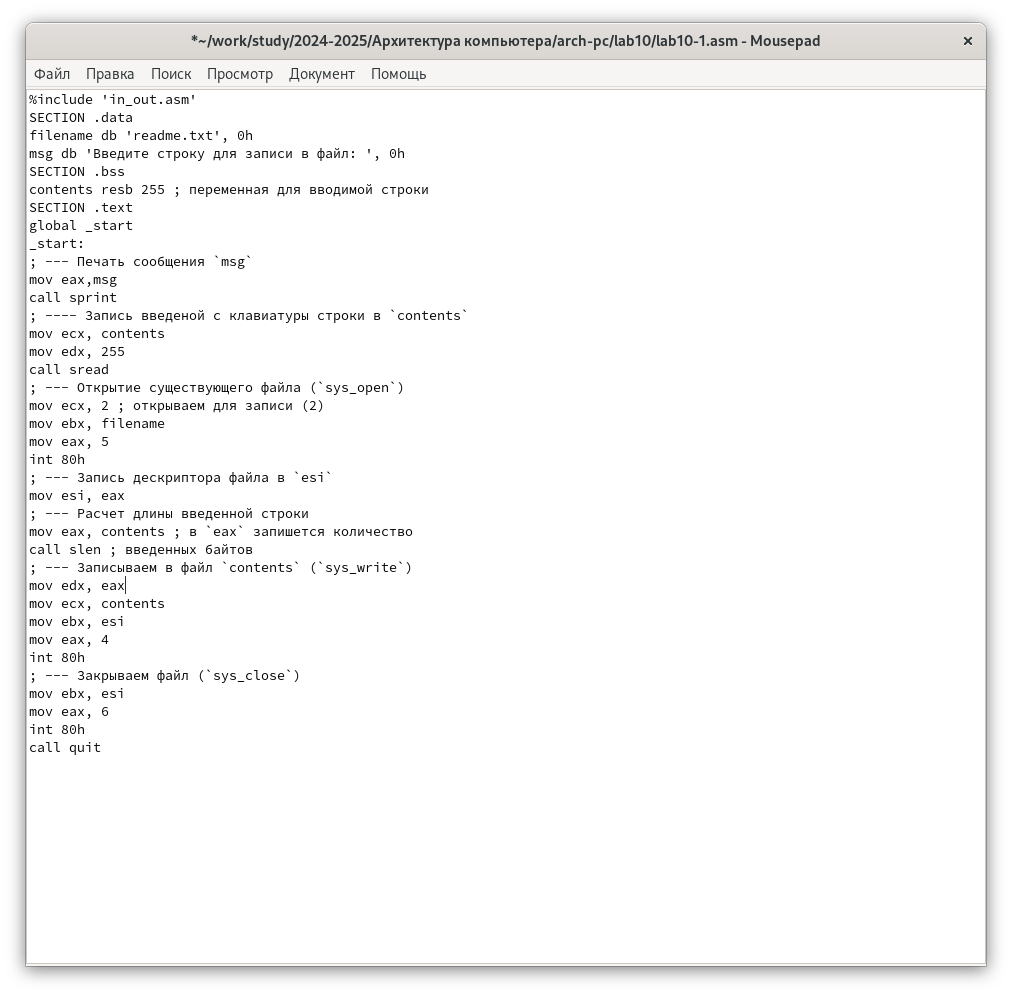 *~/work/study/2024-2025/Архитектура компьютера/arch-pc/lab10/lab10-1.asm - Mousepad
Файл Правка Поиск Просмотр Документ Помощь
%include 'in_out.asm'
SECTION .data
filename db 'readme.txt', 0h
msg db 'Введите строку для записи в файл: ', 0h
SECTION .bss
contents resb 255 ; переменная для вводимой строки
SECTION .text
global _start
_start:
; --- Печать сообщения `msg`
mov eax,msg
call sprint
; ---- Запись введеной с клавиатуры строки в `contents`
mov ecx, contents
mov edx, 255
call sread
; --- Открытие существующего файла (`sys_open`)
mov ecx, 2 ; открываем для записи (2)
mov ebx, filename
mov eax, 5
int 80h
; --- Запись дескриптора файла в `esi`
mov esi, eax
; --- Расчет длины введенной строки
mov eax, contents ; в `eax` запишется количество
call slen ; введенных байтов
; --- Записываем в файл `contents` (`sys_write`)
mov edx, eax
mov ecx, contents
mov ebx, esi
mov eax, 4
int 80h
; --- Закрываем файл (`sys_close`)
mov ebx, esi
mov eax, 6
int 80h
call quit